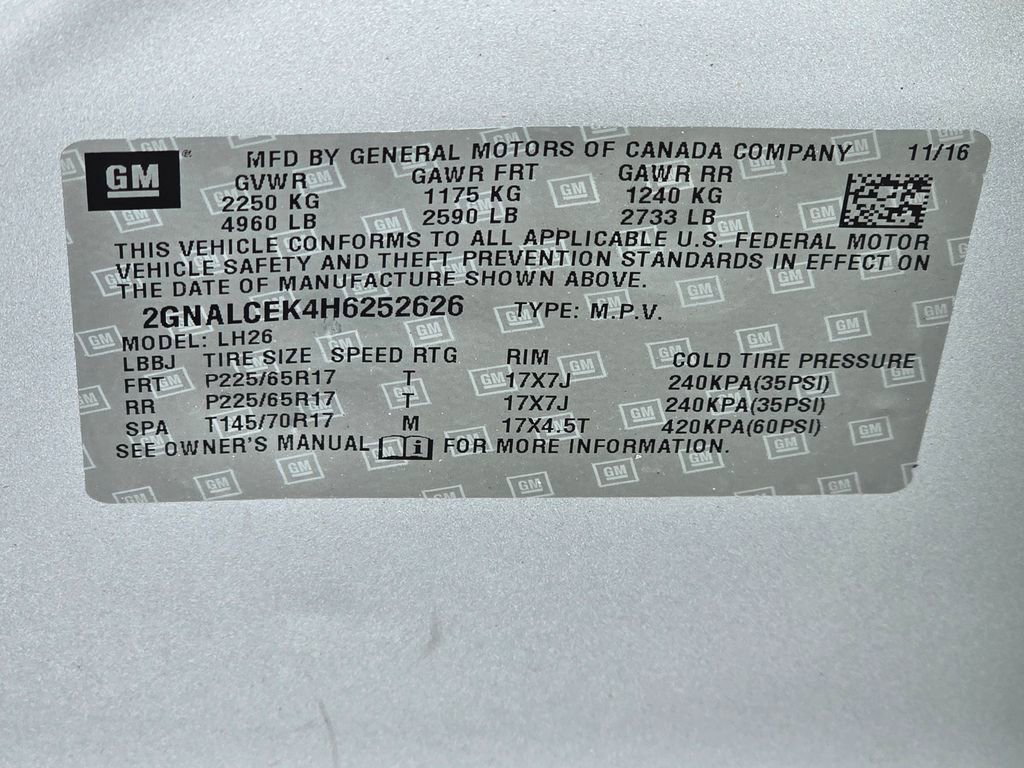 GM ® MFD BY GENERAL MOTORS OF CANADA COMPANY 11/16
GVWR GAWR FRT GAWR RR
2250 KG 1175 KG 1240 KG
4960 LB 2590 LB 2733 LB
THIS VEHICLE CONFORMS TO ALL APPLICABLE U.S. FEDERAL MOTOR
VEHICLE SAFETY AND THEFT PREVENTION STANDARDS IN EFFECT ON
THE DATE OF MANUFACTURE SHOWN ABOVE.
2GNALCEK4H6252626 TYPE: M.P.V.
MODEL: LH26
LBBJ TIRE SIZE SPEED RTG RIM COLD TIRE PRESSURE
FRT P225/65R17 T 17X7J 240KPA(35PSI)
RR P225/65R17 T 17X7J 240KPA(35PSI)
SPA T145/70R17 M 17X4.5T 420KPA(60PSI)
SEE OWNER'S MANUAL i FOR MORE INFORMATION.